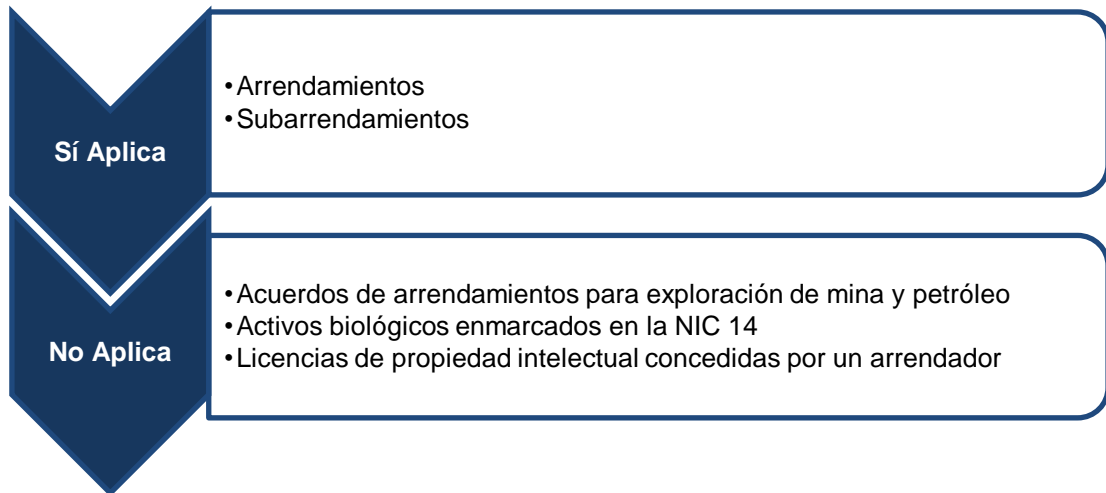 Sí Aplica
•Arrendamientos
•Subarrendamientos
No Aplica
•Acuerdos de arrendamientos para exploración de mina y petróleo
•Activos biológicos enmarcados en la NIC 14
•Licencias de propiedad intelectual concedidas por un arrendador